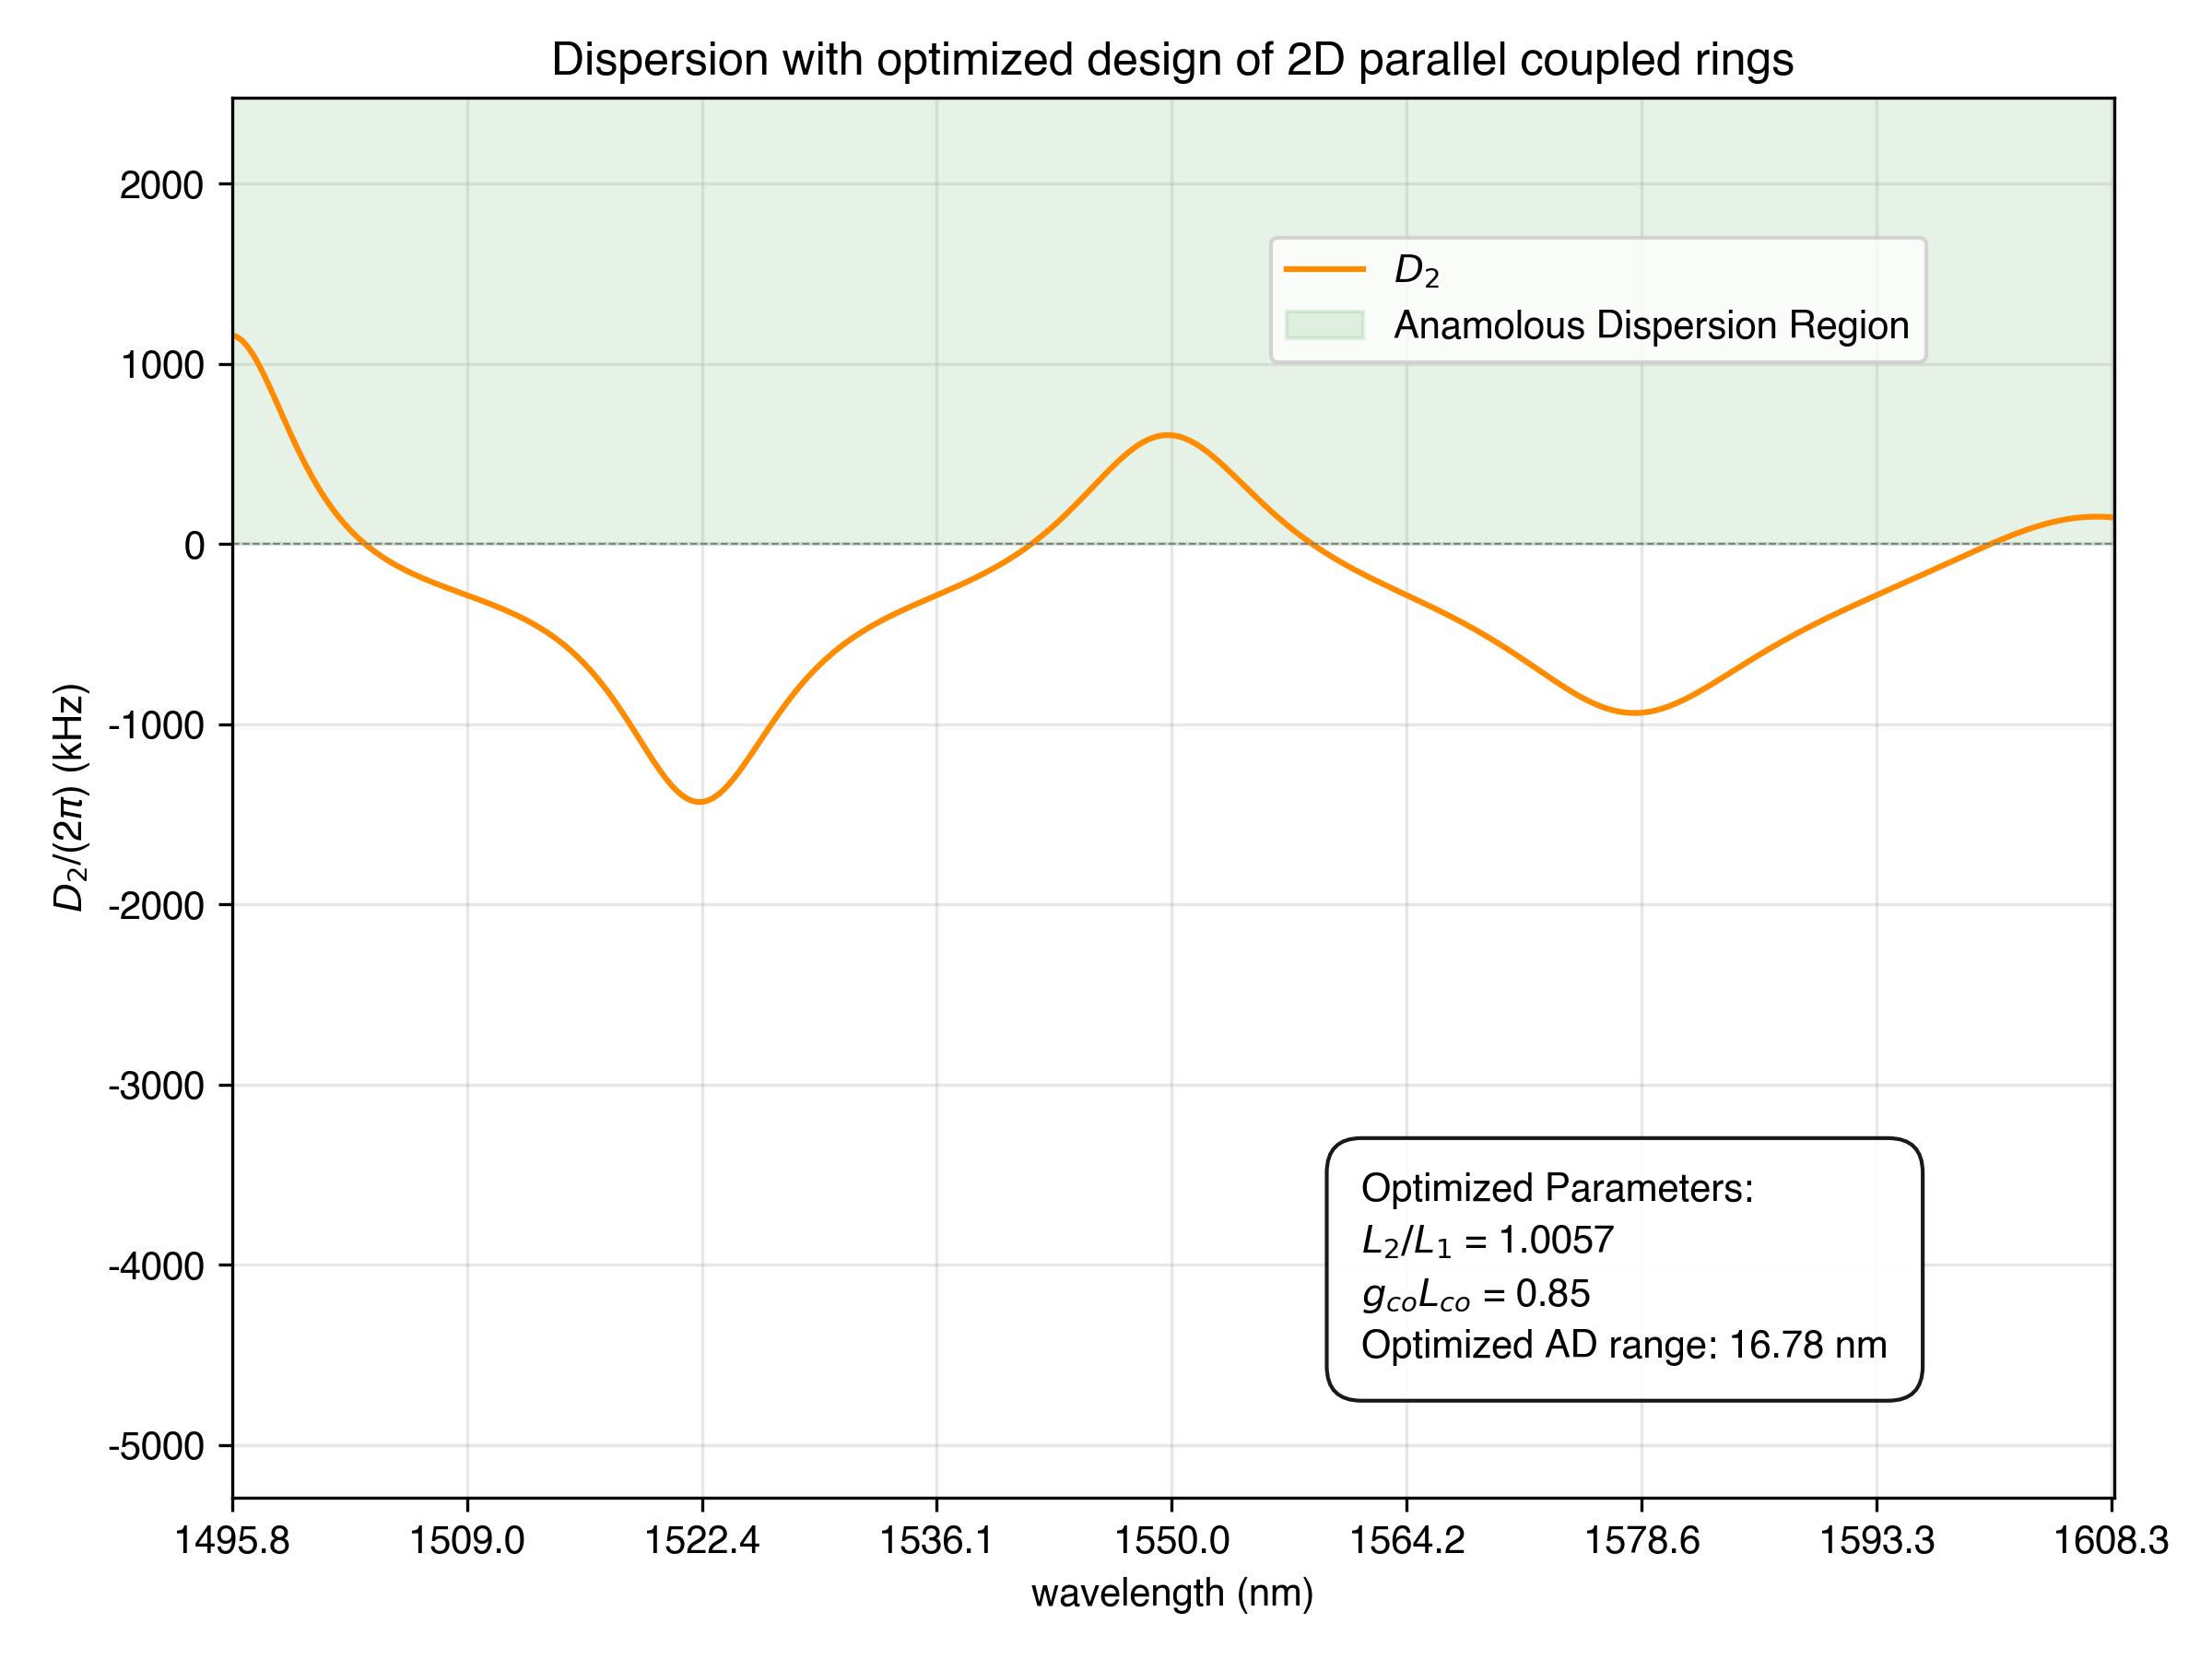 Dispersion with optimized design of 2D parallel coupled rings
2000
1000
0
-1000
-2000
-3000
-4000
-5000
D₂/(2π) (kHz)
D₂
Anamolous Dispersion Region
Optimized Parameters:
L₂/L₁ = 1.0057
g_co L_co = 0.85
Optimized AD range: 16.78 nm
1495.8 1509.0 1522.4 1536.1 1550.0 1564.2 1578.6 1593.3 1608.3
wavelength (nm)